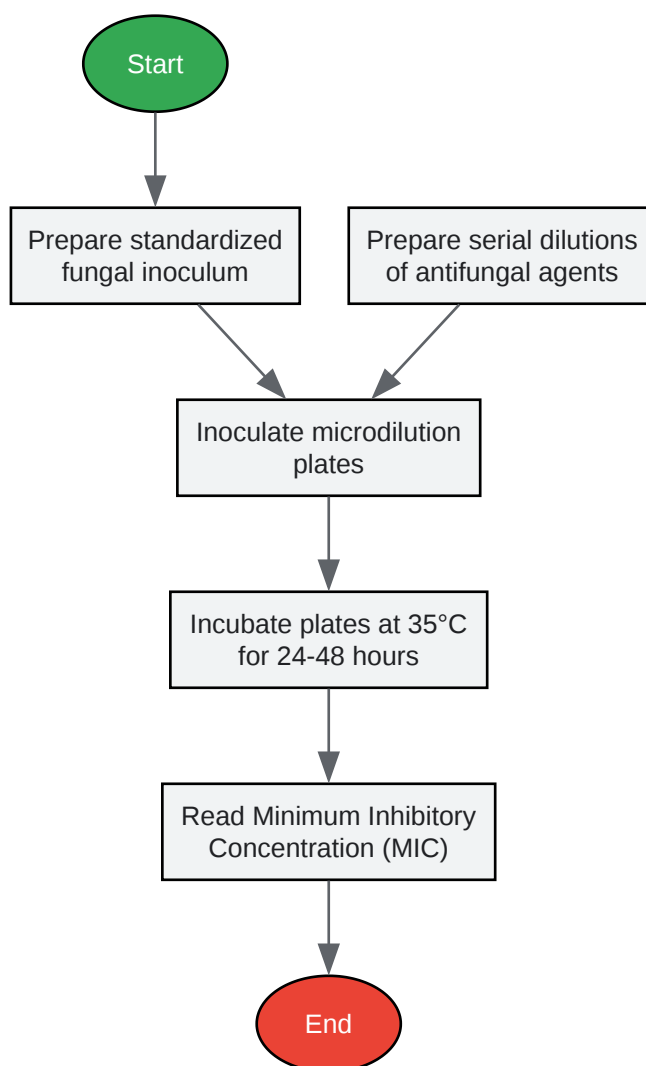 Start
Prepare standardized
fungal inoculum
Prepare serial dilutions
of antifungal agents
Inoculate microdilution
plates
Incubate plates at 35°C
for 24-48 hours
Read Minimum Inhibitory
Concentration (MIC)
End